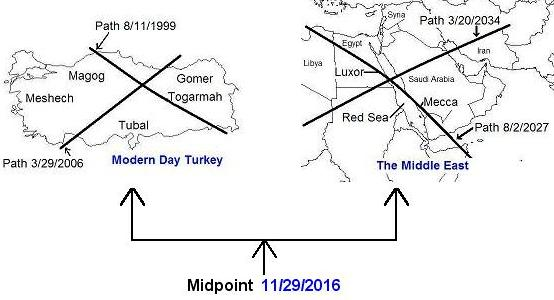 Path 8/11/1999
Magog
Gomer
Meshech
Togarmah
Tubal
Path 3/29/2006
Modern Day Turkey
Syria
Path 3/20/2034
Egypt
Iran
Libya
Luxor
Saudi Arabia
Mecca
Red Sea
Path 8/2/2027
The Middle East
Midpoint 11/29/2016